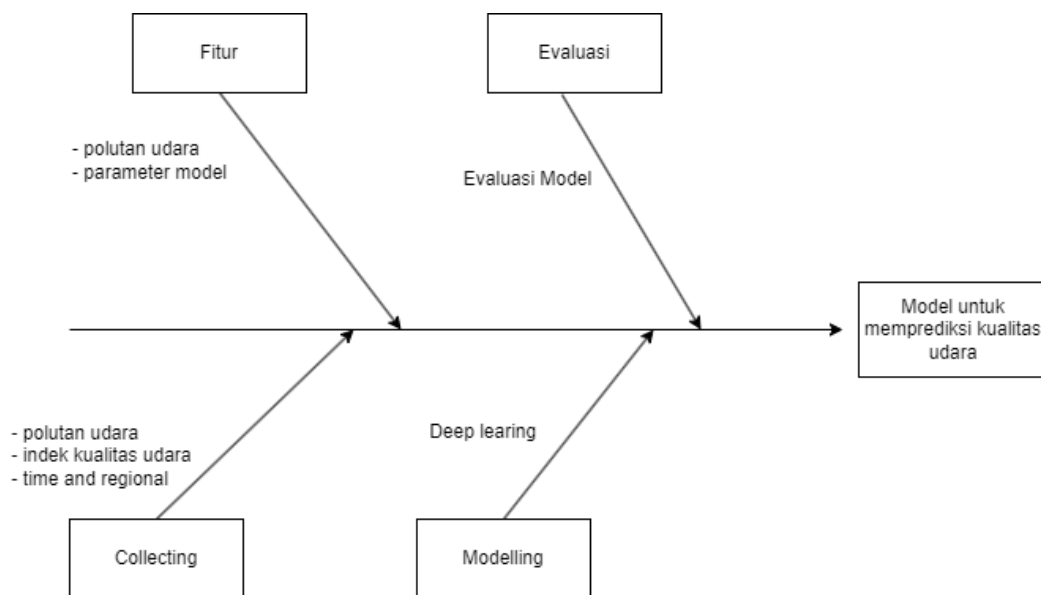 Fitur
Evaluasi
- polutan udara
- parameter model
Evaluasi Model
Model untuk
memprediksi kualitas
udara
- polutan udara
- indek kualitas udara
- time and regional
Deep learing
Collecting
Modelling